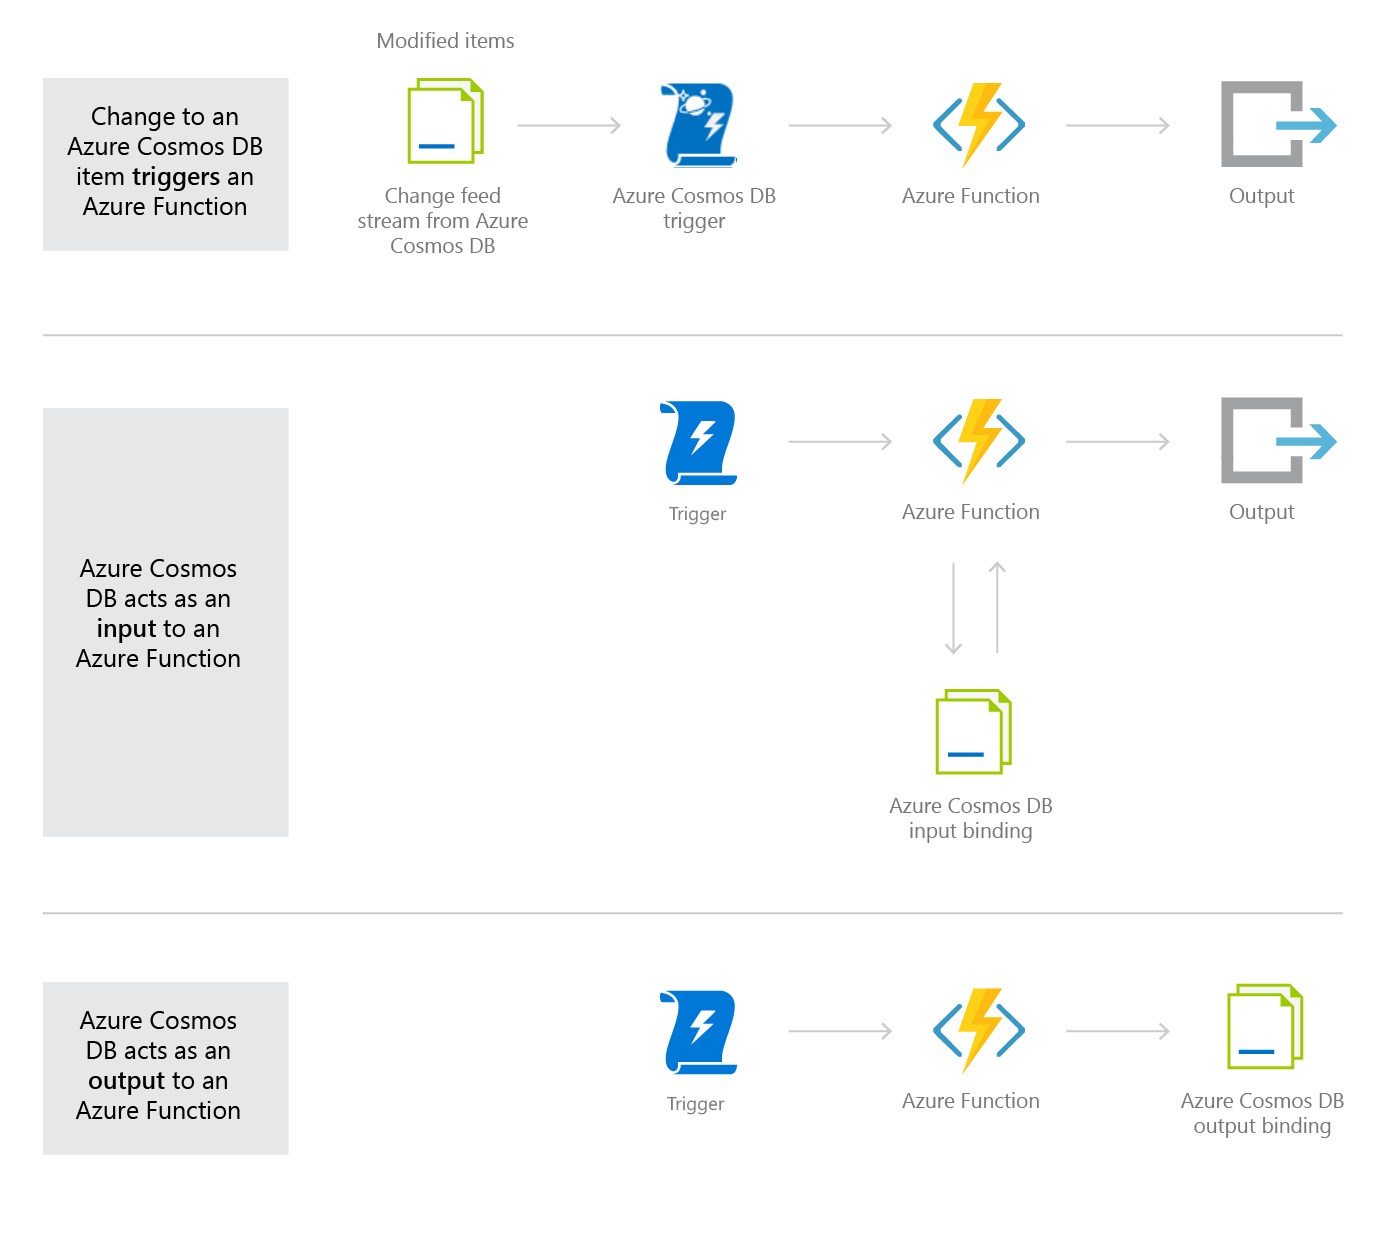 Modified items
Change to an
Azure Cosmos DB
item triggers an
Azure Function
Change feed
stream from Azure
Cosmos DB
Azure Cosmos DB
trigger
Azure Function
Output
Azure Cosmos
DB acts as an
input to an
Azure Function
Trigger
Azure Function
Output
Azure Cosmos DB
input binding
Azure Cosmos
DB acts as an
output to an
Azure Function
Trigger
Azure Function
Azure Cosmos DB
output binding